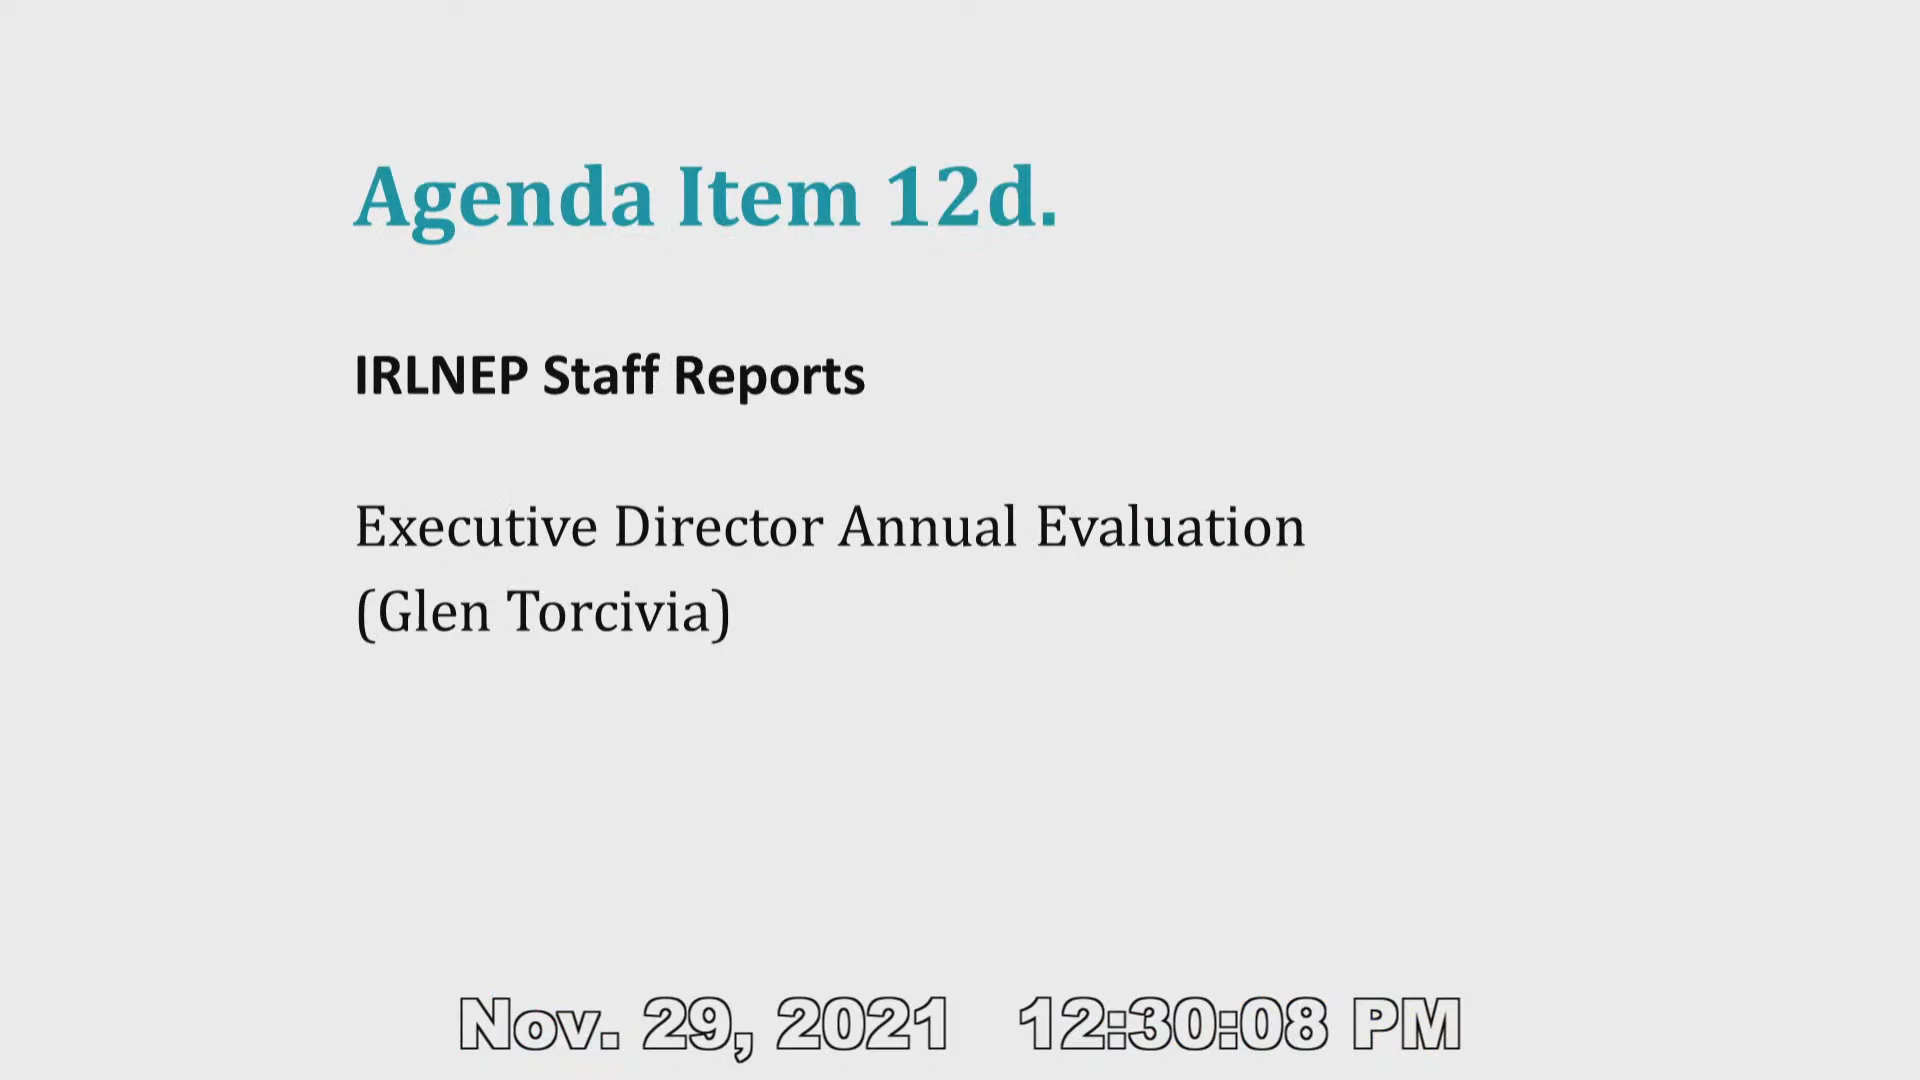 Agenda Item 12d.
IRLNEP Staff Reports
Executive Director Annual Evaluation
(Glen Torcivia)
Nov. 29, 2021 12:30:08 PM